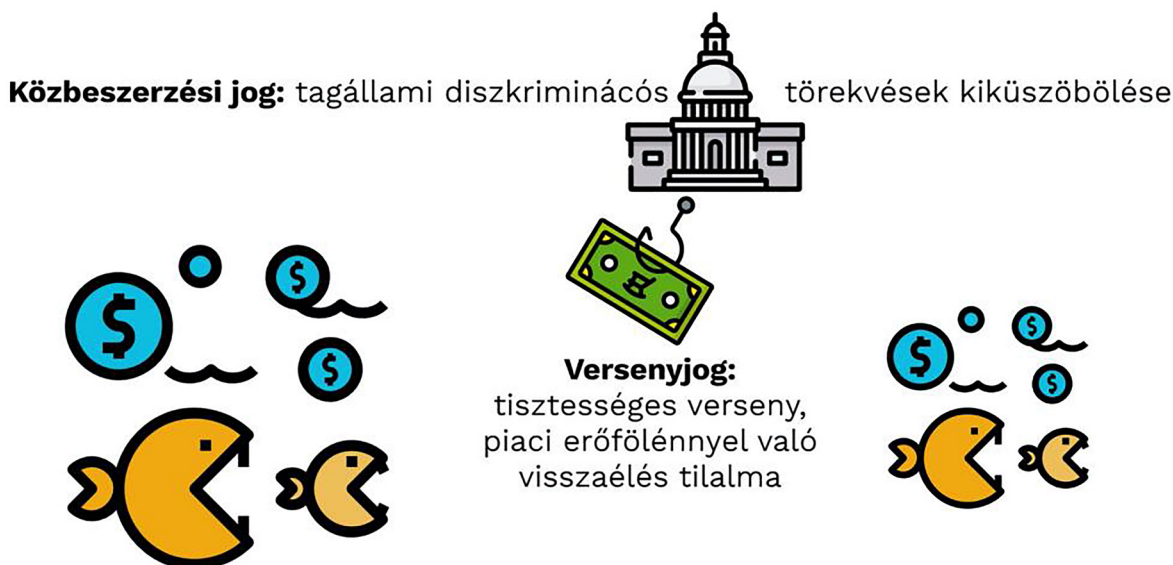 Közbeszerzési jog: tagállami diszkriminácós törekvések kiküszöbölése
$
$
$
$
$
$
Versenyjog:
tisztességes verseny,
piaci erőfölénnyel való
visszaélés tilalma